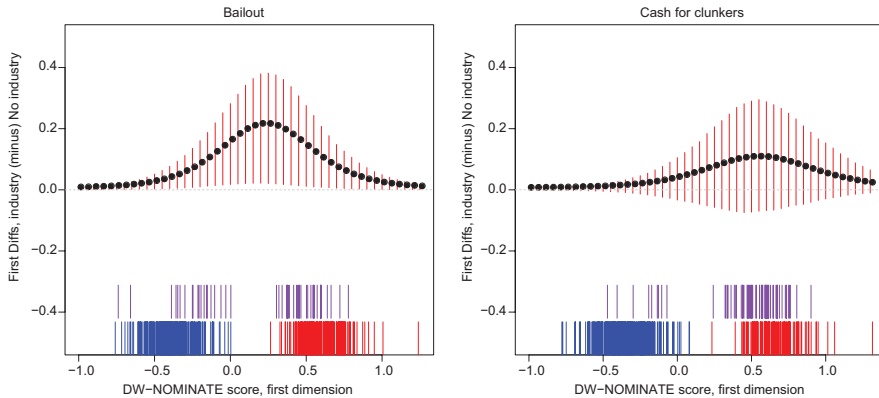 Bailout
First Diffs, industry (minus) No industry
0.4
0.2
0.0
−0.2
−0.4
−1.0 −0.5 0.0 0.5 1.0
DW−NOMINATE score, first dimension
Cash for clunkers
First Diffs, industry (minus) No industry
0.4
0.2
0.0
−0.2
−0.4
−1.0 −0.5 0.0 0.5 1.0
DW−NOMINATE score, first dimension